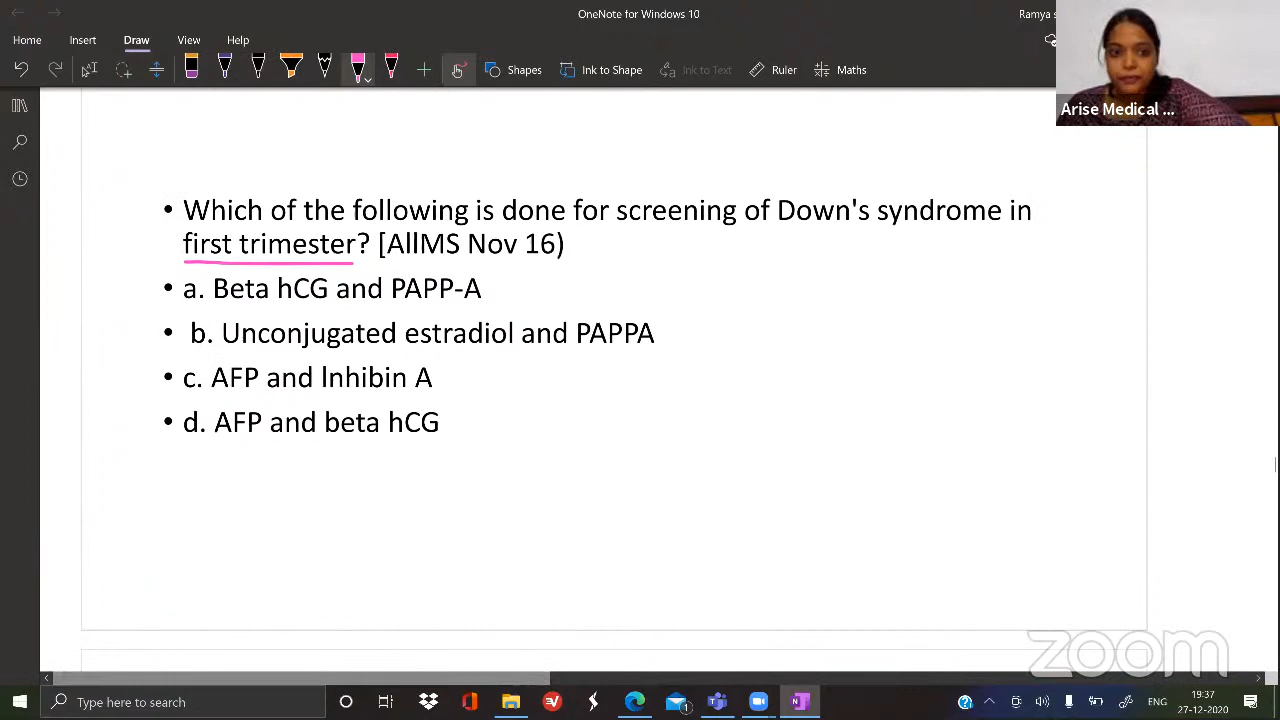 OneNote for Windows 10
Ramya s
Home Insert Draw View Help
Shapes Ink to Shape Ink to Text Ruler Maths
Arise Medical ...
• Which of the following is done for screening of Down's syndrome in
first trimester? [AllMS Nov 16)
• a. Beta hCG and PAPP-A
• b. Unconjugated estradiol and PAPPA
• c. AFP and lnhibin A
• d. AFP and beta hCG
zoom
Type here to search
1
ENG
19:37
27-12-2020